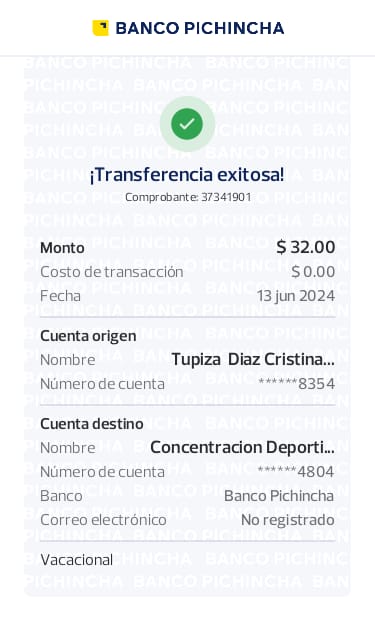 BANCO PICHINCHA
¡Transferencia exitosa!
Comprobante: 37341901
Monto $ 32.00
Costo de transacción $ 0.00
Fecha 13 jun 2024
Cuenta origen
Nombre Tupiza Diaz Cristina...
Número de cuenta ******8354
Cuenta destino
Nombre Concentracion Deporti...
Número de cuenta ******4804
Banco Banco Pichincha
Correo electrónico No registrado
Vacacional